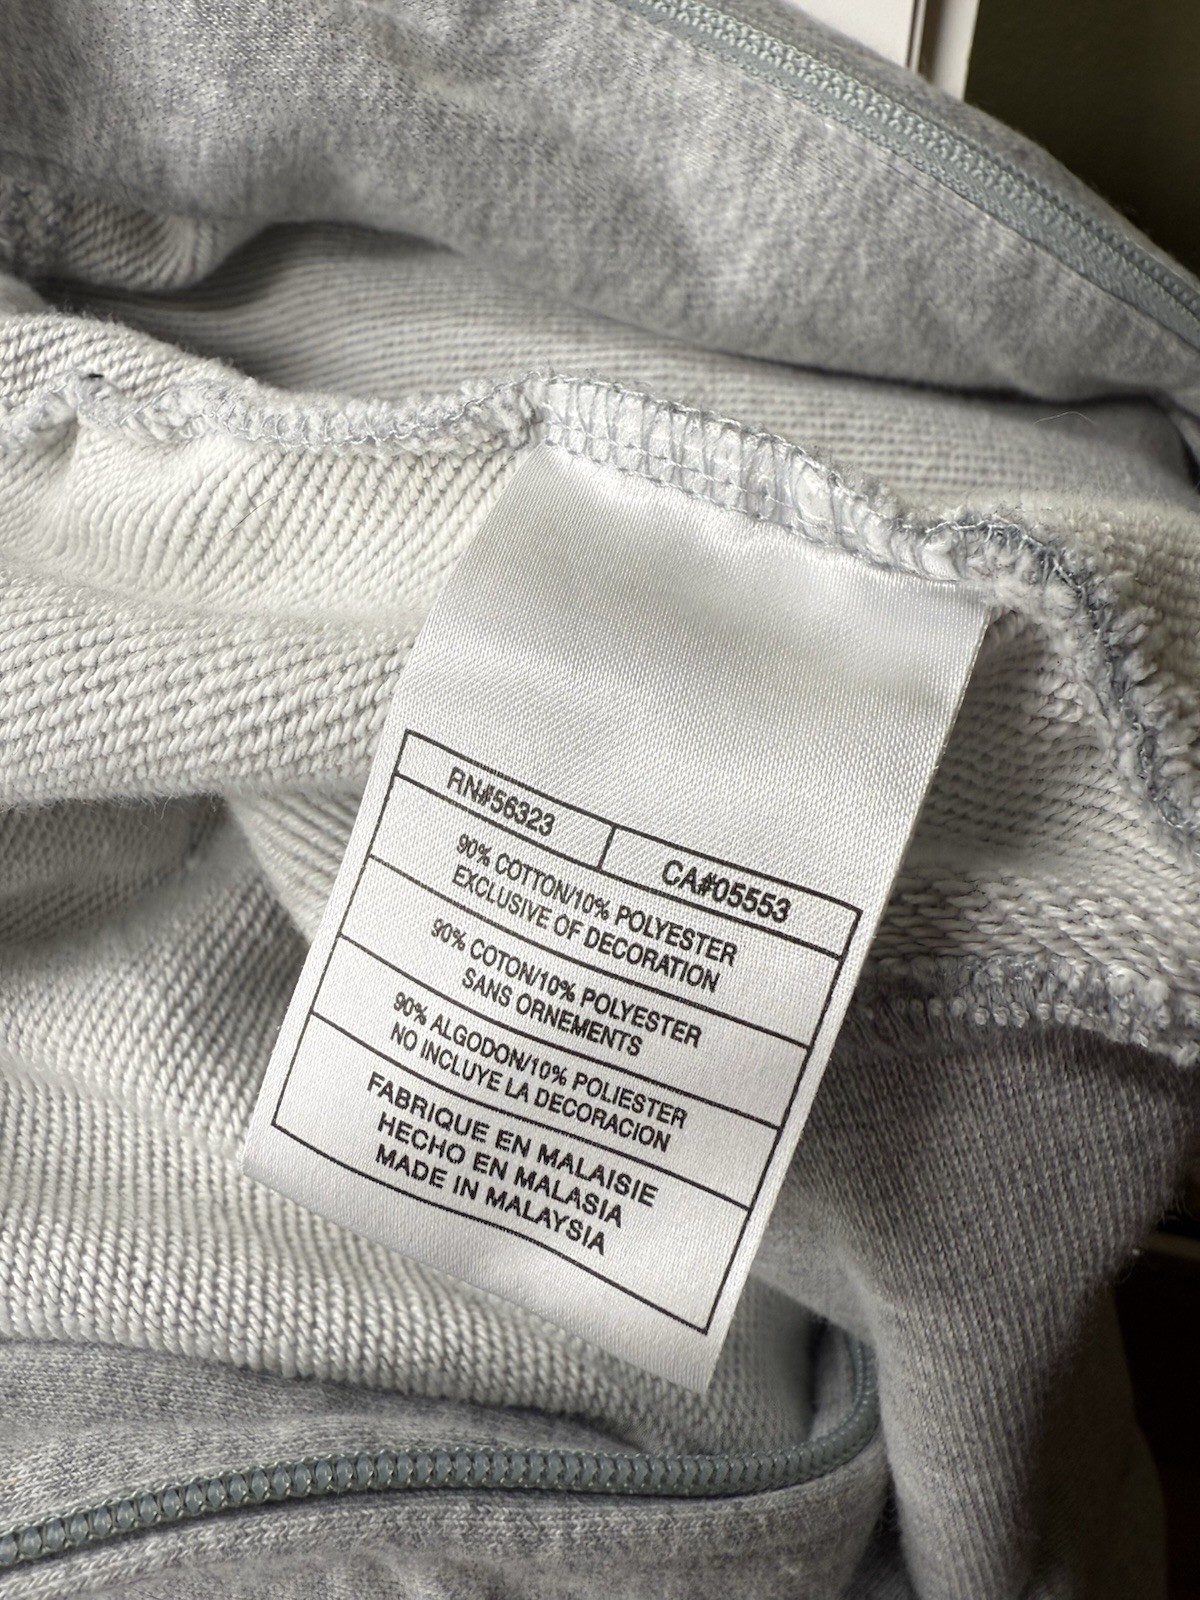 RN#56323
CA#05553
90% COTTON/10% POLYESTER
EXCLUSIVE OF DECORATION
90% COTON/10% POLYESTER
SANS ORNEMENTS
90% ALGODON/10% POLIESTER
NO INCLUYE LA DECORACION
FABRIQUE EN MALAISIE
HECHO EN MALASIA
MADE IN MALAYSIA